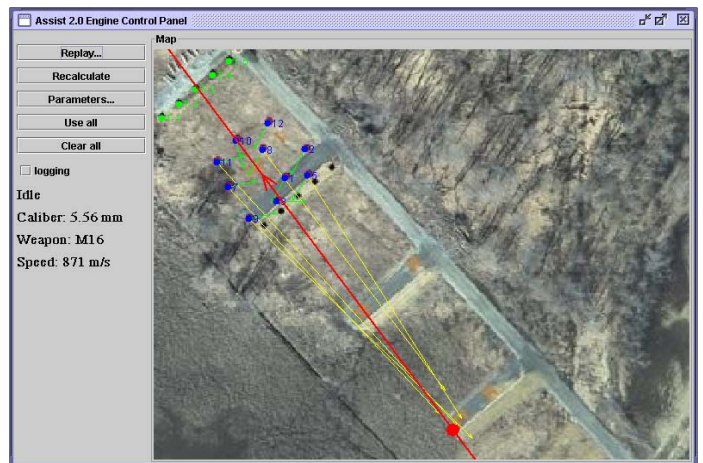 Assist 2.0 Engine Control Panel
Replay...
Recalculate
Parameters...
Use all
Clear all
logging
Idle
Caliber: 5.56 mm
Weapon: M16
Speed: 871 m/s
Map
12
10
8
2
11
1
5
7
3
9